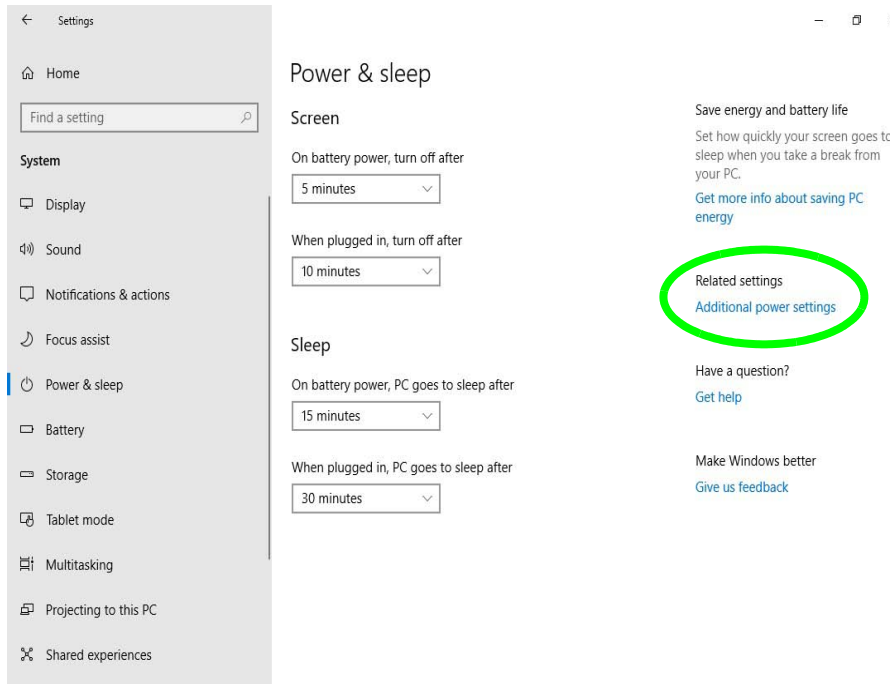 Settings
Home
Find a setting
System
Display
Sound
Notifications & actions
Focus assist
Power & sleep
Battery
Storage
Tablet mode
Multitasking
Projecting to this PC
Shared experiences
Power & sleep
Screen
On battery power, turn off after
5 minutes
When plugged in, turn off after
10 minutes
Sleep
On battery power, PC goes to sleep after
15 minutes
When plugged in, PC goes to sleep after
30 minutes
Save energy and battery life
Set how quickly your screen goes to
sleep when you take a break from
your PC.
Get more info about saving PC
energy
Related settings
Additional power settings
Have a question?
Get help
Make Windows better
Give us feedback